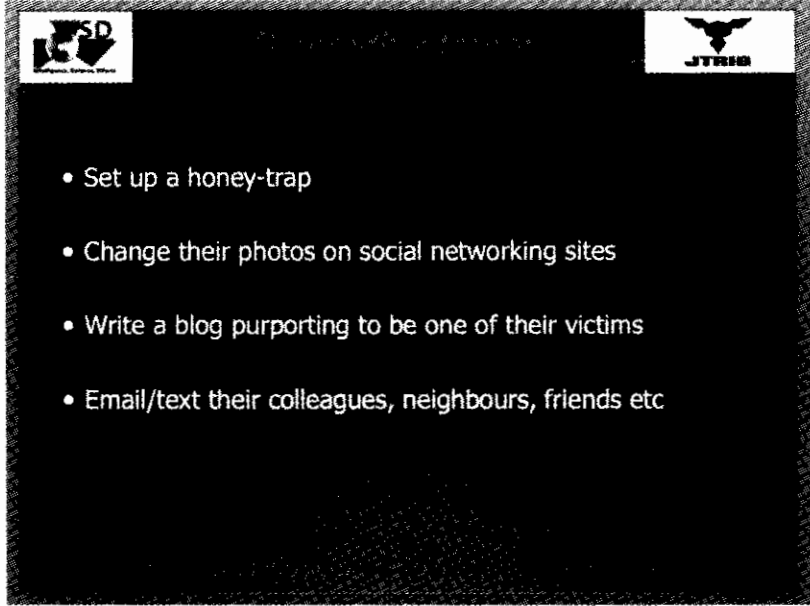 SD
JTRIG
• Set up a honey-trap
• Change their photos on social networking sites
• Write a blog purporting to be one of their victims
• Email/text their colleagues, neighbours, friends etc